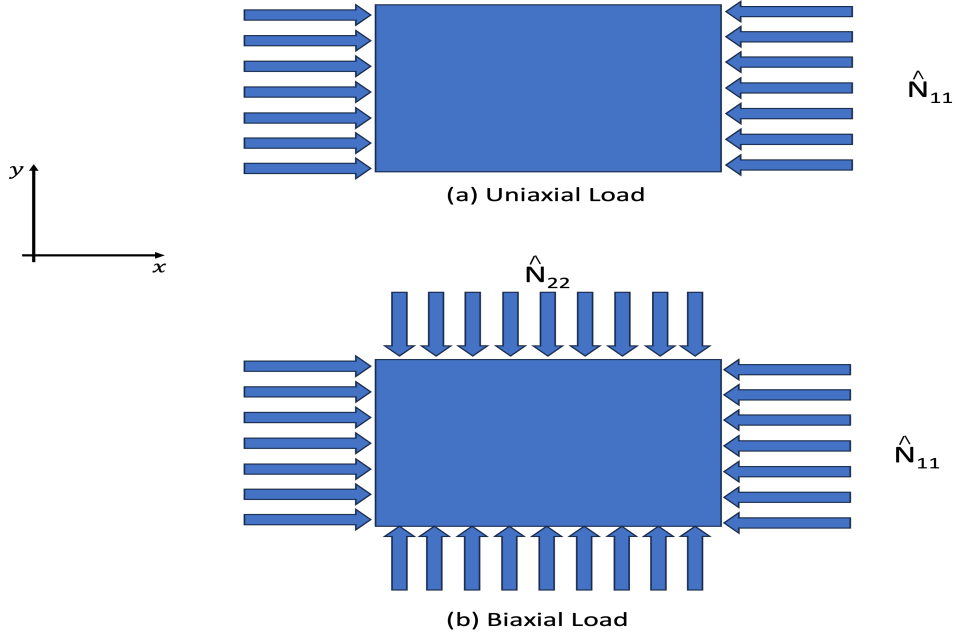 N̂₁₁
y
x
(a) Uniaxial Load
N̂₂₂
N̂₁₁
(b) Biaxial Load